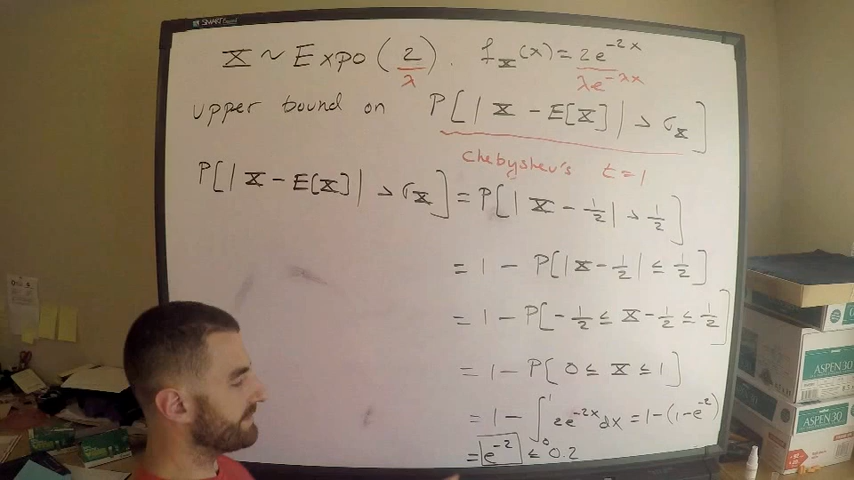 SMART Board
X ~ Expo(2). f_X(x) = 2e^{-2x}
λ λe^{-λx}
upper bound on P[|X - E[X]| > σ_X]
Chebyshev's t=1
P[|X - E[X]| > σ_X] = P[|X - 1/2| > 1/2]
= 1 - P[|X - 1/2| ≤ 1/2]
= 1 - P[-1/2 ≤ X - 1/2 ≤ 1/2]
= 1 - P[0 ≤ X ≤ 1]
= 1 - ∫_0^1 2e^{-2x} dx = 1 - (1 - e^{-2})
= e^{-2} ≤ 0.2
ASPEN 30
ASPEN 30
ASPEN 30